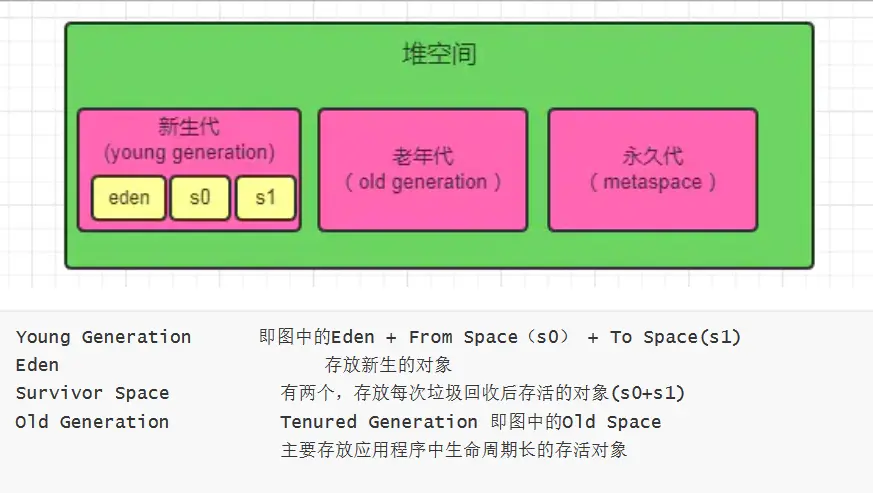 堆空间
新生代
(young generation)
eden s0 s1
老年代
（ old generation ）
永久代
（ metaspace ）
Young Generation 即图中的Eden + From Space（s0） + To Space(s1)
Eden 存放新生的对象
Survivor Space 有两个，存放每次垃圾回收后存活的对象(s0+s1)
Old Generation Tenured Generation 即图中的Old Space
主要存放应用程序中生命周期长的存活对象